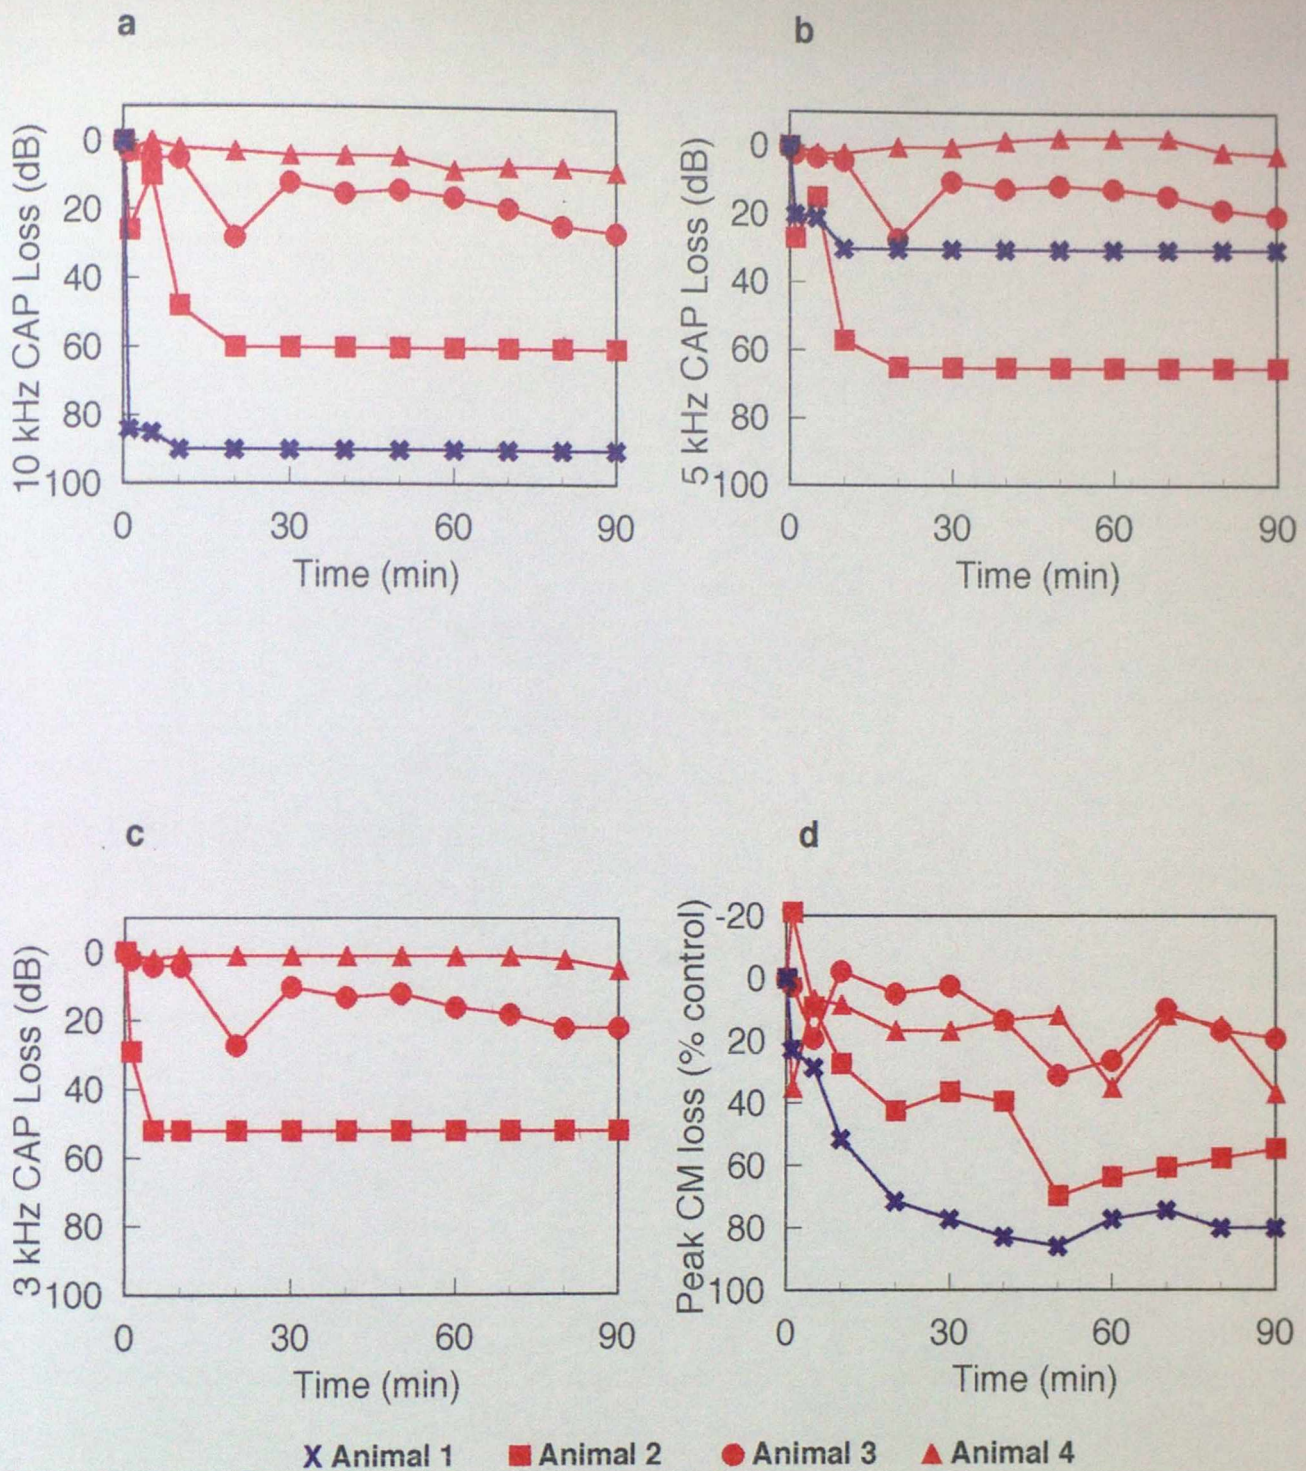 a
10 kHz CAP Loss (dB)
0
20
40
60
80
100
0 30 60 90
Time (min)
b
5 kHz CAP Loss (dB)
0
20
40
60
80
100
0 30 60 90
Time (min)
c
3 kHz CAP Loss (dB)
0
20
40
60
80
100
0 30 60 90
Time (min)
d
Peak CM loss (% control)
-20
0
20
40
60
80
100
0 30 60 90
Time (min)
X Animal 1 Animal 2 Animal 3 Animal 4